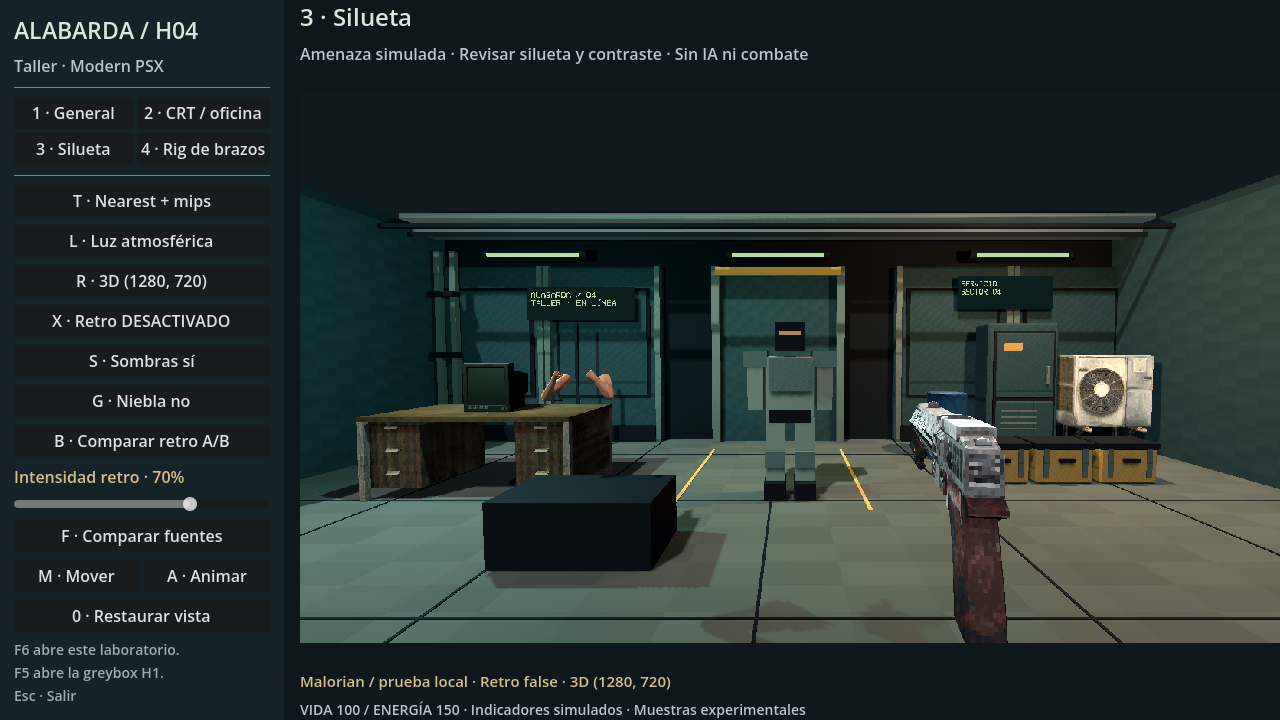 ALABARDA / H04
Taller · Modern PSX
1 · General
2 · CRT / oficina
3 · Silueta
4 · Rig de brazos
T · Nearest + mips
L · Luz atmosférica
R · 3D (1280, 720)
X · Retro DESACTIVADO
S · Sombras sí
G · Niebla no
B · Comparar retro A/B
Intensidad retro · 70%
F · Comparar fuentes
M · Mover
A · Animar
0 · Restaurar vista
F6 abre este laboratorio.
F5 abre la greybox H1.
Esc · Salir
3 · Silueta
Amenaza simulada · Revisar silueta y contraste · Sin IA ni combate
ALABARDA / 04
TALLER · EN LINEA
SERVICIO
SECTOR 04
Malorian / prueba local · Retro false · 3D (1280, 720)
VIDA 100 / ENERGÍA 150 · Indicadores simulados · Muestras experimentales